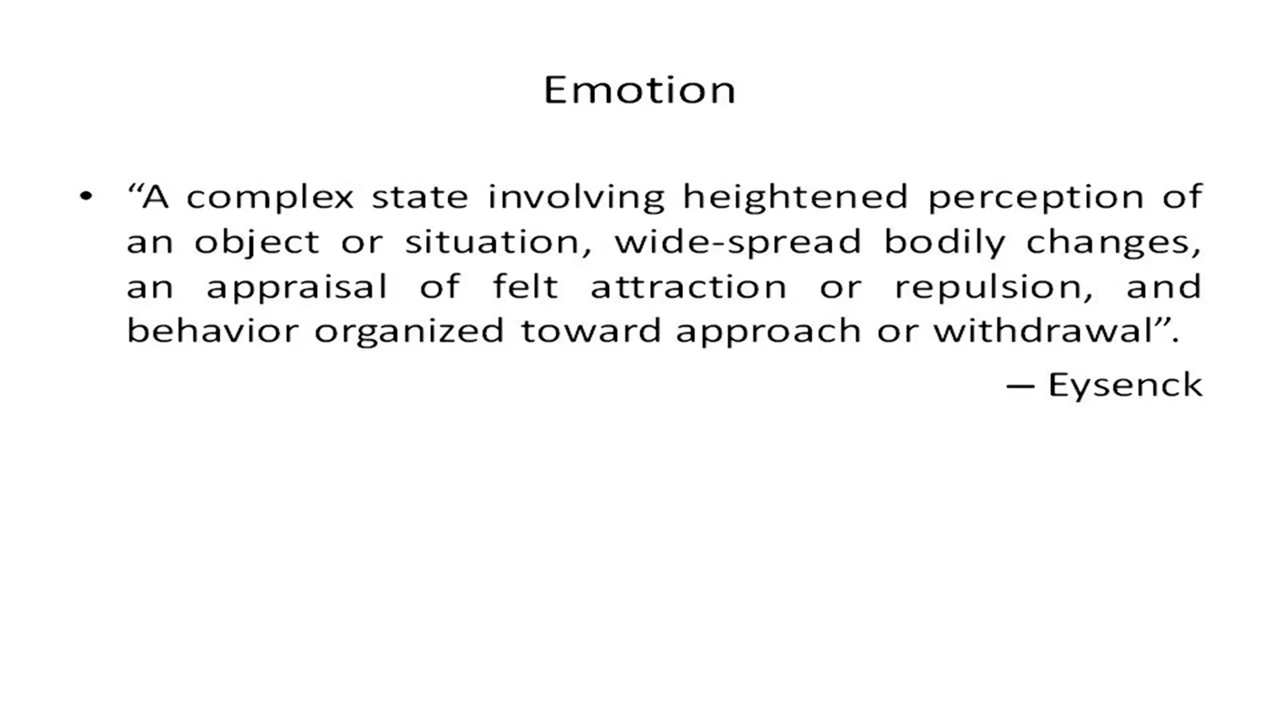 Emotion
• “A complex state involving heightened perception of
an object or situation, wide-spread bodily changes,
an appraisal of felt attraction or repulsion, and
behavior organized toward approach or withdrawal”.
— Eysenck